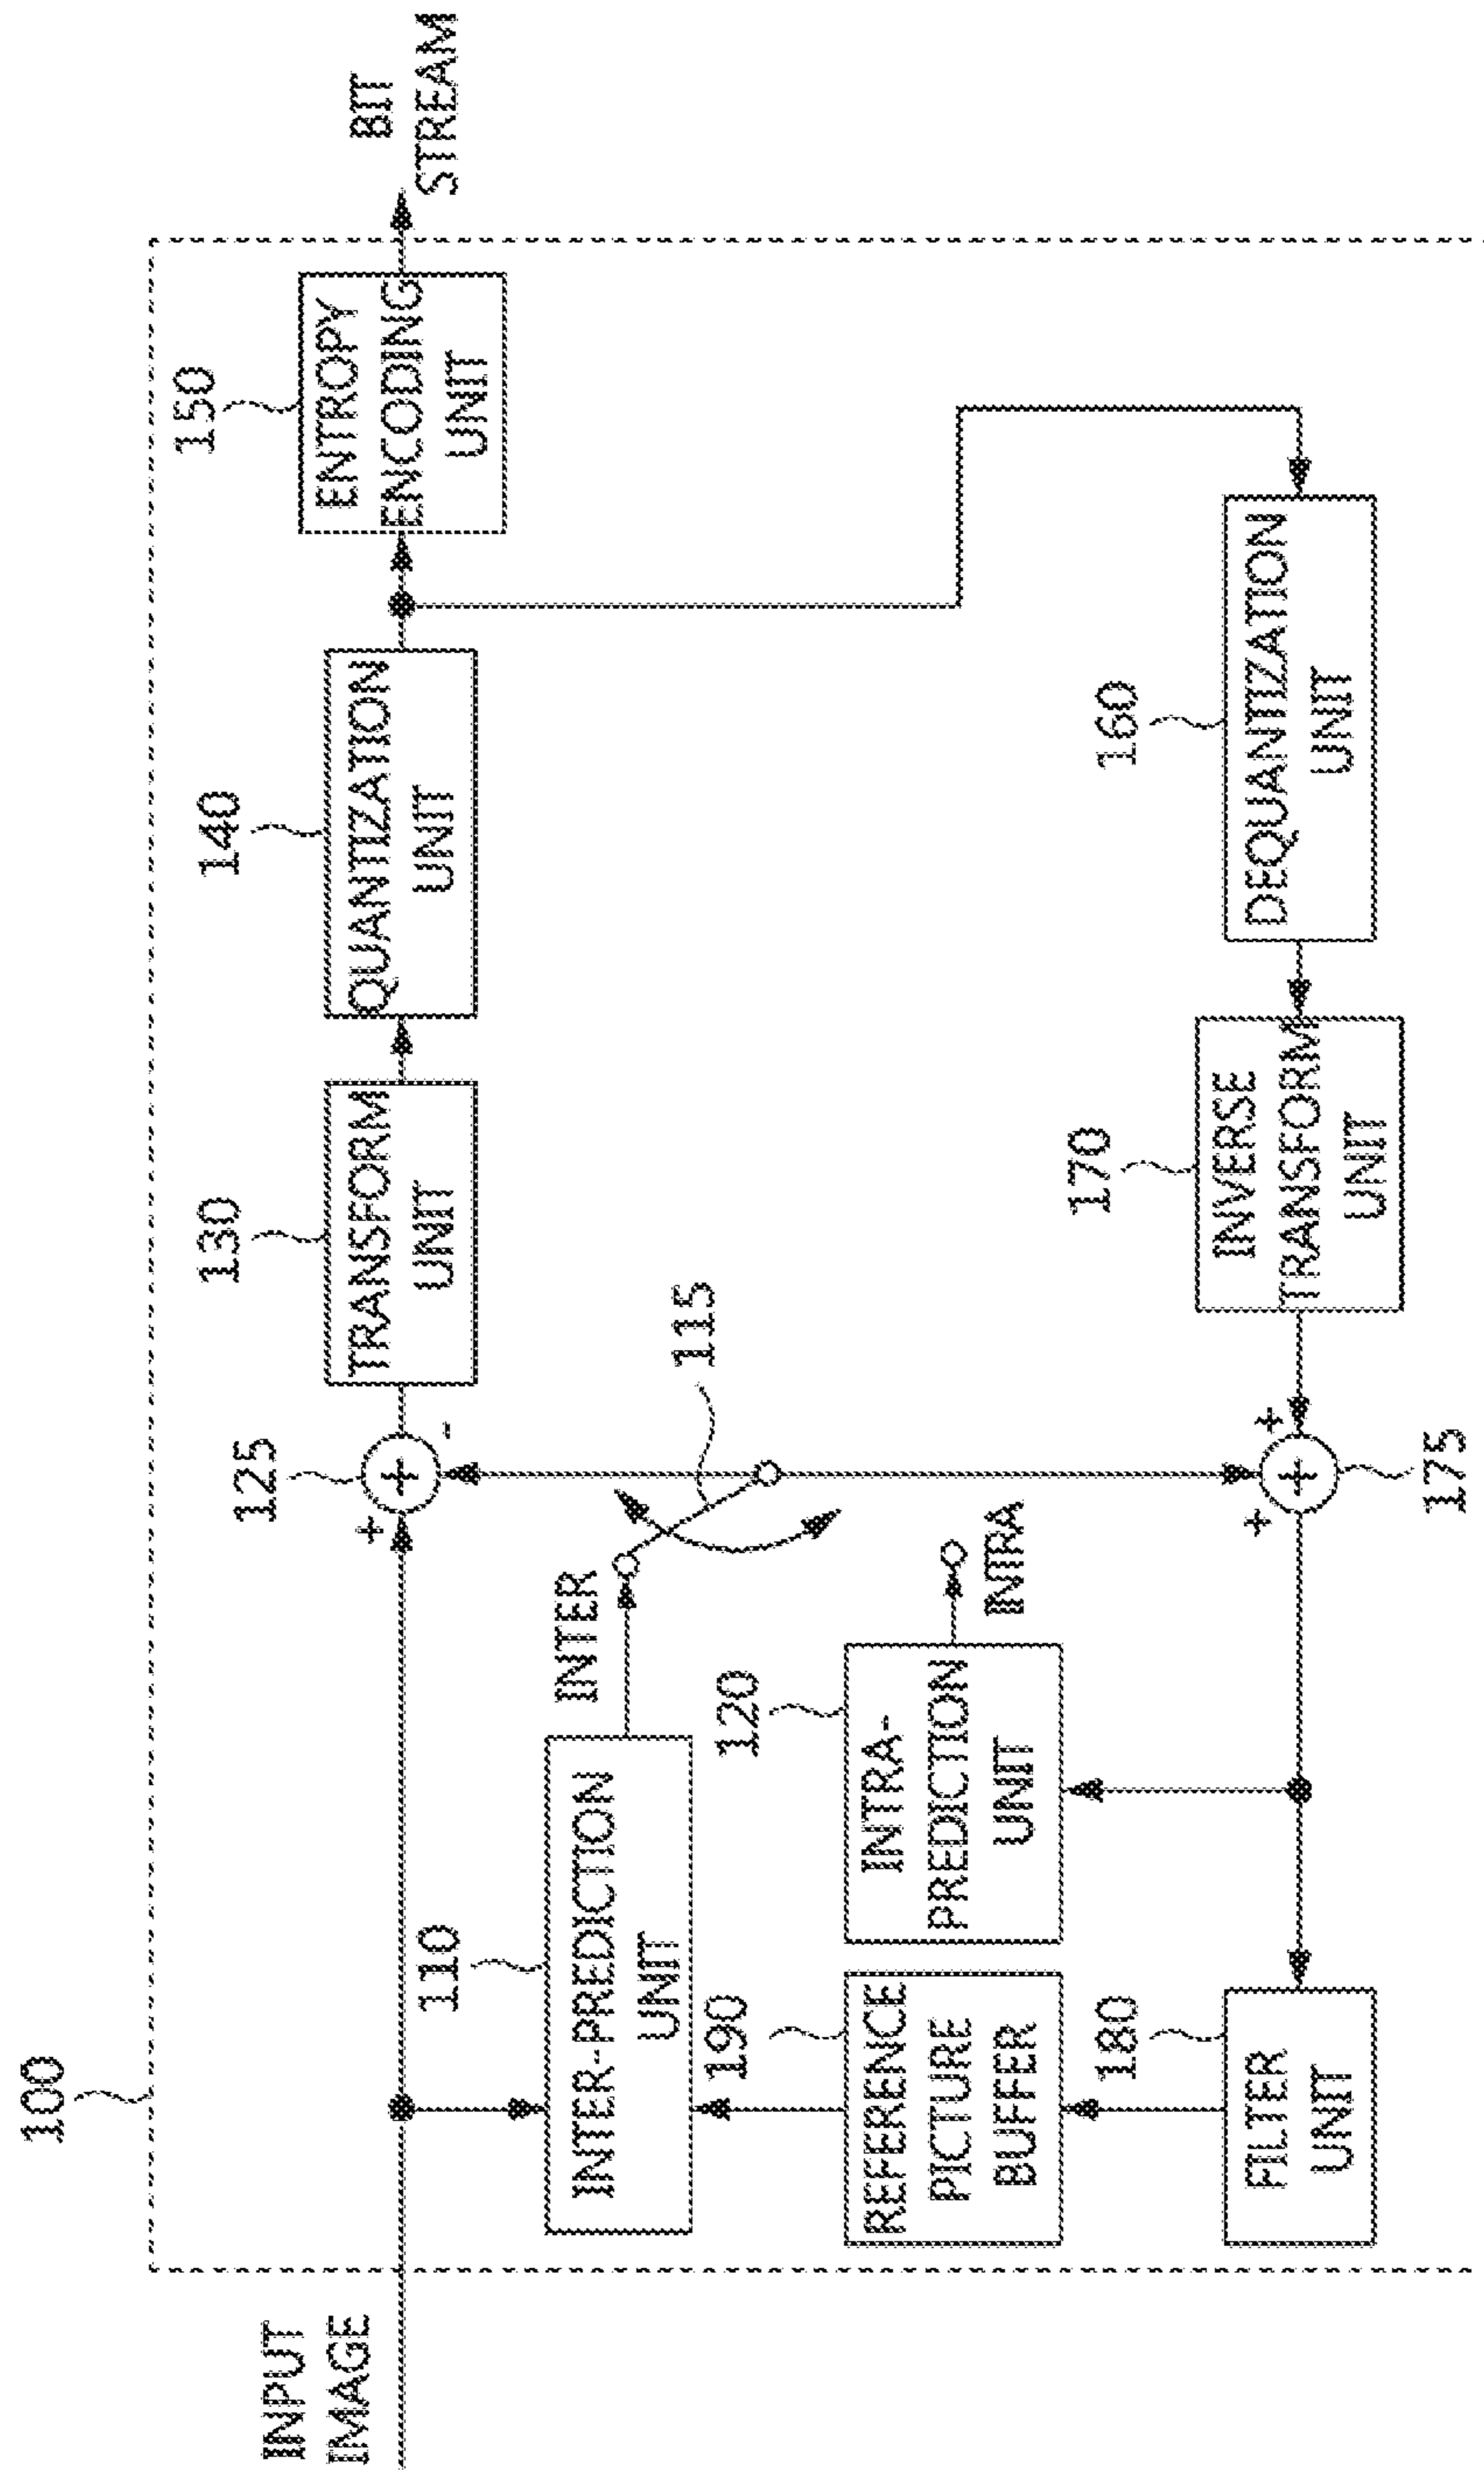 100
INPUT
IMAGE
BIT
STREAM
125
+
-
+
130
TRANSFORM
UNIT
140
QUANTIZATION
UNIT
150
ENTROPY
ENCODING
UNIT
110
INTER-PREDICTION
UNIT
INTER
115
190
REFERENCE
PICTURE
BUFFER
120
INTRA-
PREDICTION
UNIT
INTRA
180
FILTER
UNIT
+
+
+
175
170
INVERSE
TRANSFORM
UNIT
160
DEQUANTIZATION
UNIT